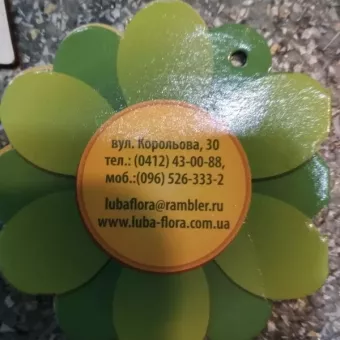 вул. Корольова, 30
тел.: (0412) 43-00-88,
моб.:(096) 526-333-2
lubaflora@rambler.ru
www.luba-flora.com.ua